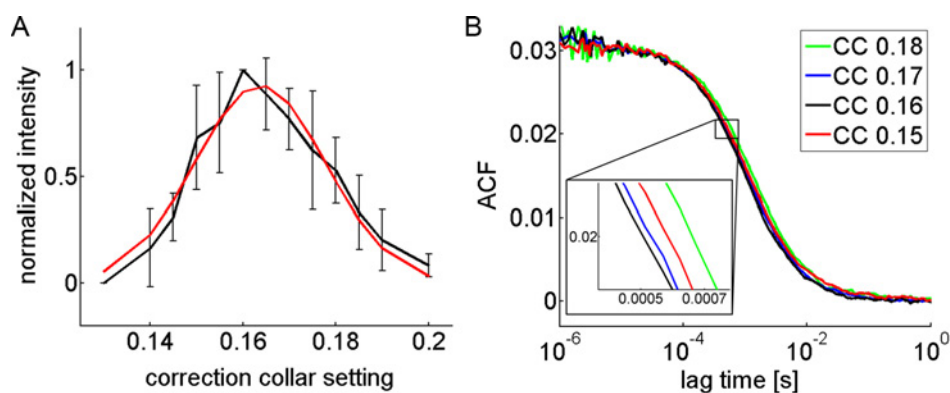 A
normalized intensity
1
0.5
0
0.14
0.16
0.18
0.2
correction collar setting
B
ACF
0.03
0.02
0.01
0
10^-6
10^-4
10^-2
10^0
lag time [s]
CC 0.18
CC 0.17
CC 0.16
CC 0.15
0.02
0.0005
0.0007